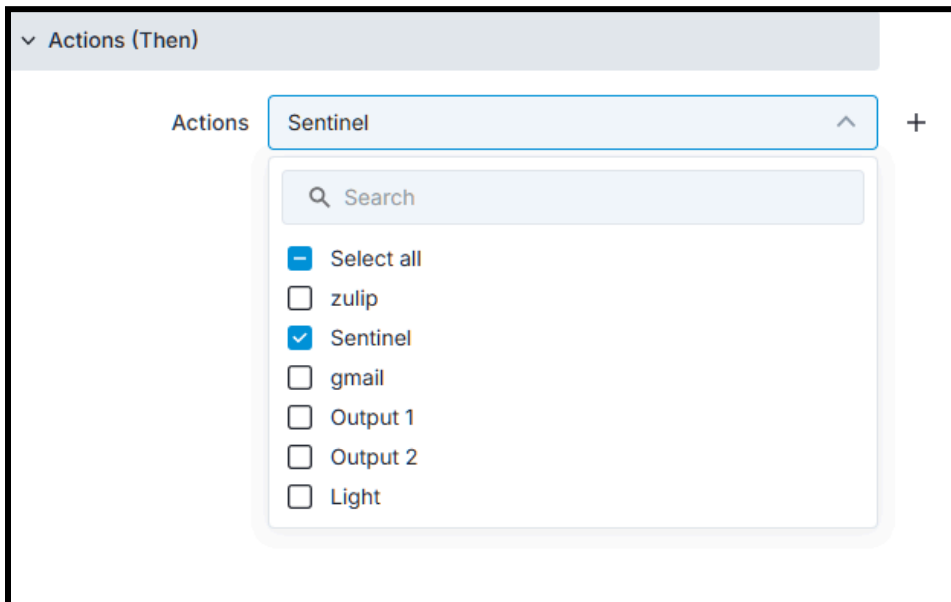 Actions (Then)
Actions Sentinel
Search
Select all
zulip
Sentinel
gmail
Output 1
Output 2
Light